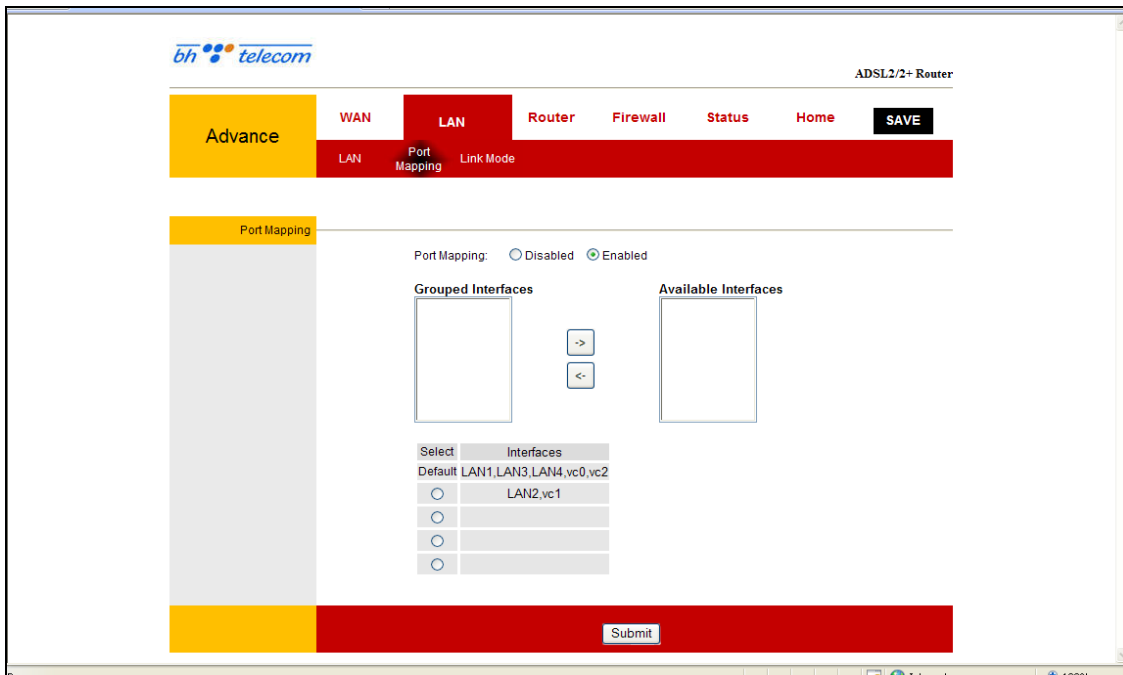 bh telecom
ADSL2/2+ Router
Advance
WAN LAN Router Firewall Status Home SAVE
LAN Port Mapping Link Mode
Port Mapping
Port Mapping: Disabled Enabled
Grouped Interfaces Available Interfaces
->
<-
Select Interfaces
Default LAN1,LAN3,LAN4,vc0,vc2
LAN2,vc1
Submit